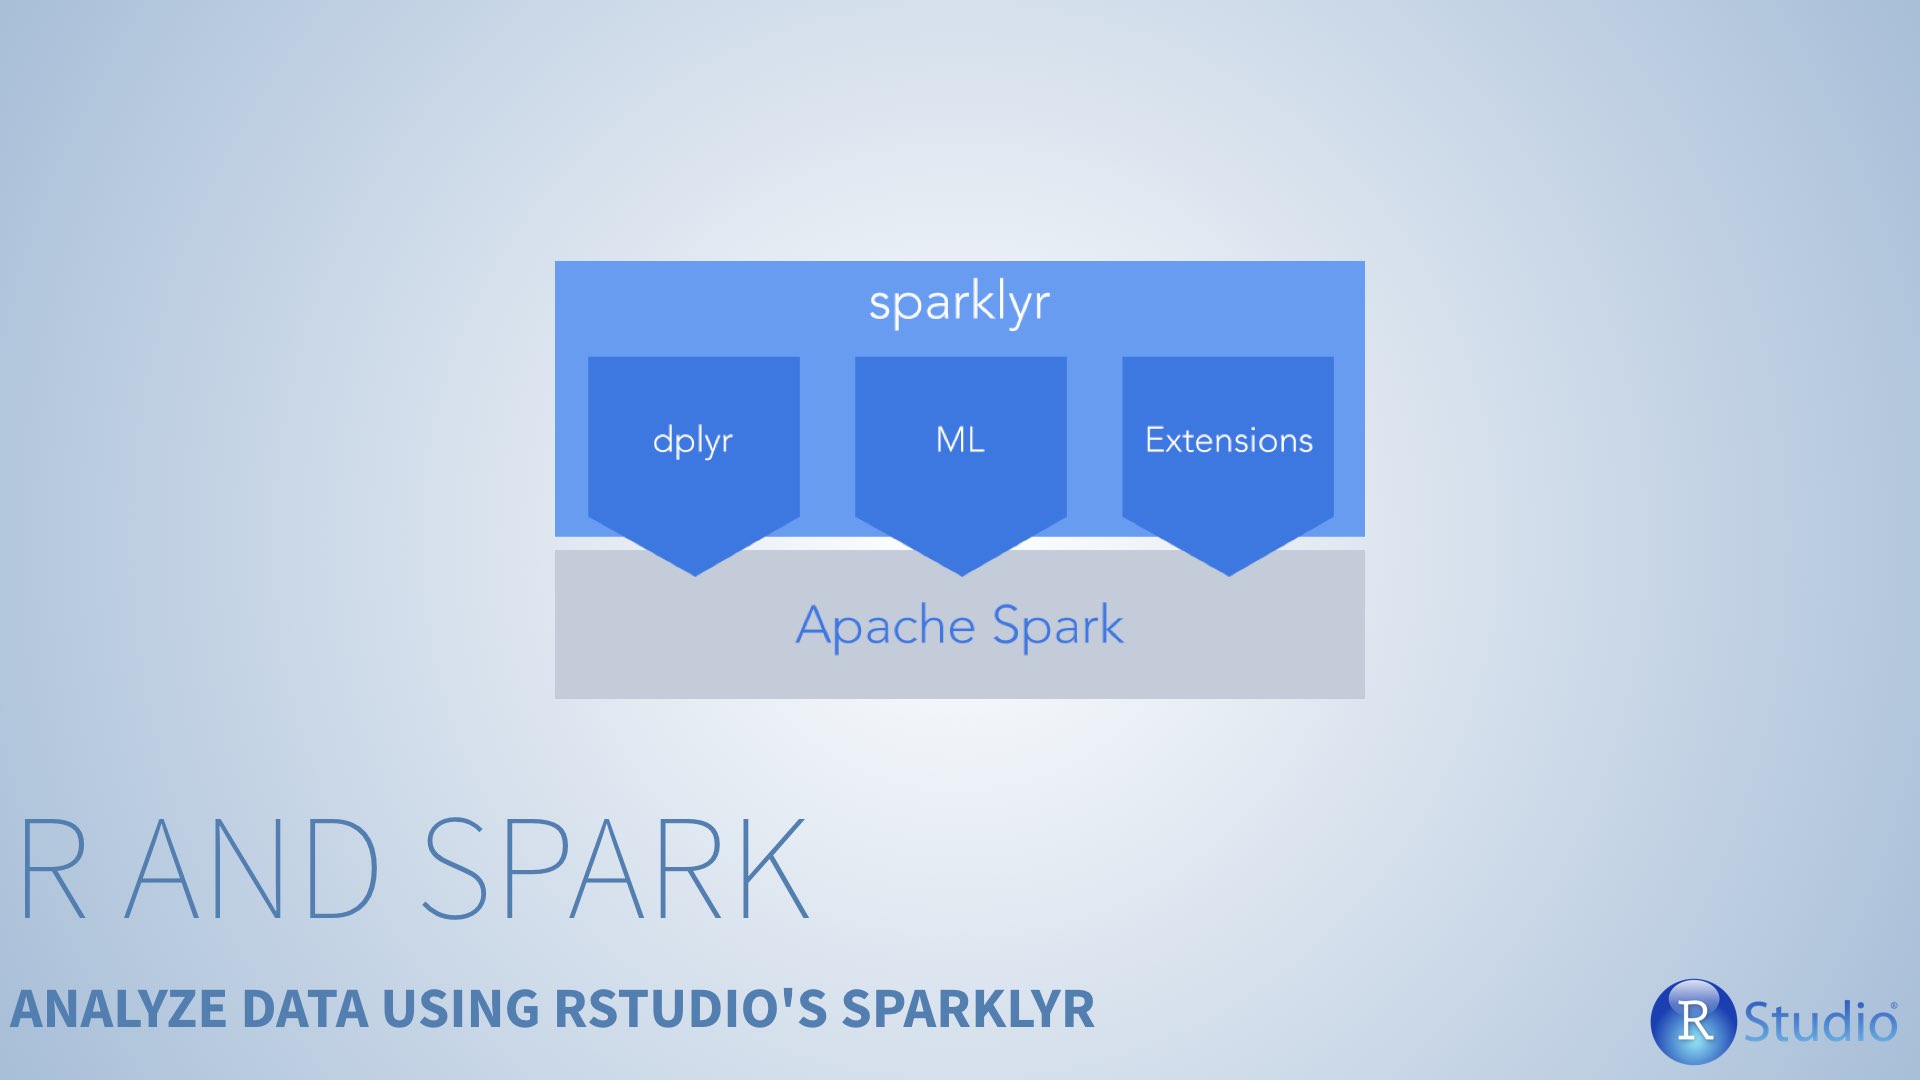 sparklyr
dplyr
ML
Extensions
Apache Spark
R AND SPARK
ANALYZE DATA USING RSTUDIO'S SPARKLYR
R Studio®